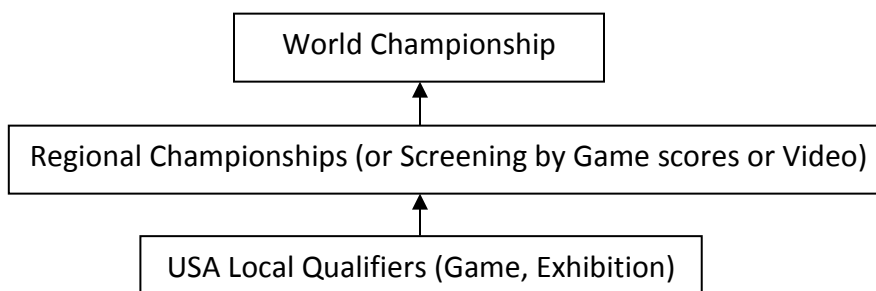 World Championship
Regional Championships (or Screening by Game scores or Video)
USA Local Qualifiers (Game, Exhibition)